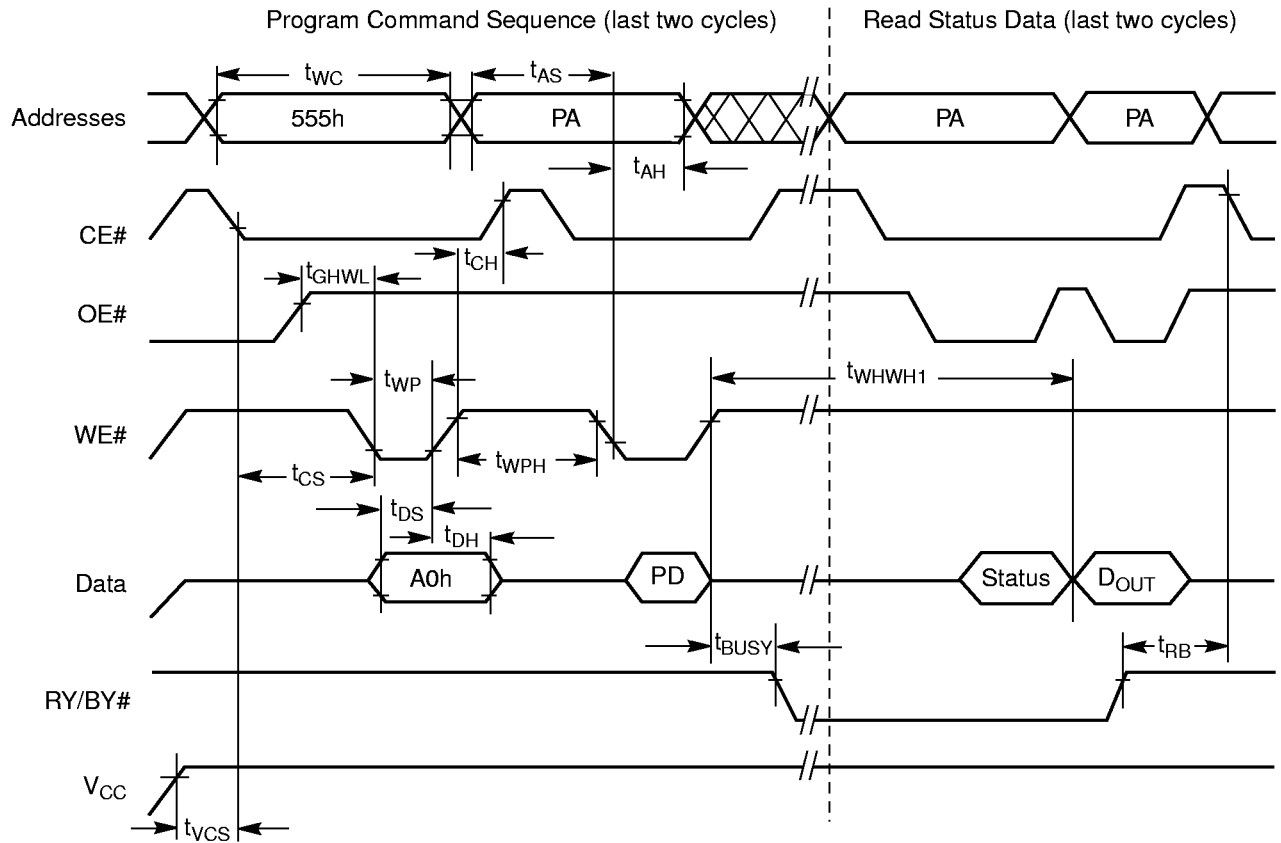 Program Command Sequence (last two cycles) Read Status Data (last two cycles)
tWC tAS
Addresses 555h PA PA PA
tAH
CE#
tCH
tGHWL
OE#
tWP tWHWH1
WE#
tCS tWPH
tDS
tDH
Data A0h PD Status DOUT
tBUSY tRB
RY/BY#
VCC
tVCS